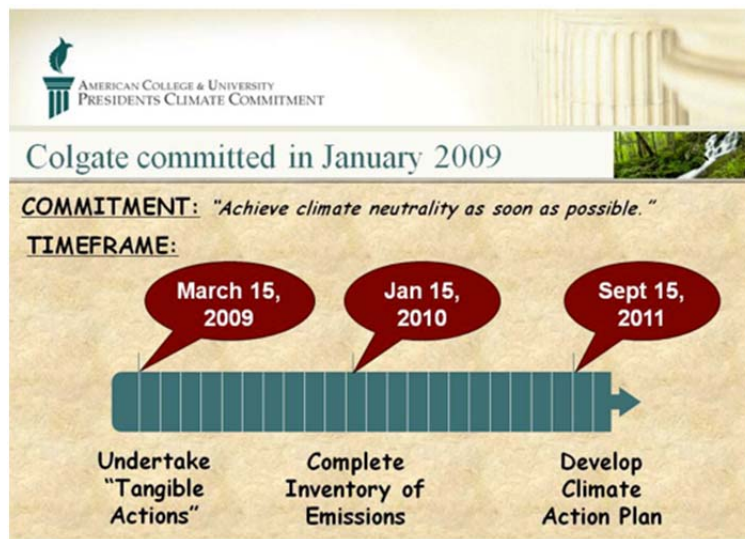 AMERICAN COLLEGE & UNIVERSITY
PRESIDENTS CLIMATE COMMITMENT
Colgate committed in January 2009
COMMITMENT: "Achieve climate neutrality as soon as possible."
TIMEFRAME:
March 15,
2009
Jan 15,
2010
Sept 15,
2011
Undertake
"Tangible
Actions"
Complete
Inventory of
Emissions
Develop
Climate
Action Plan